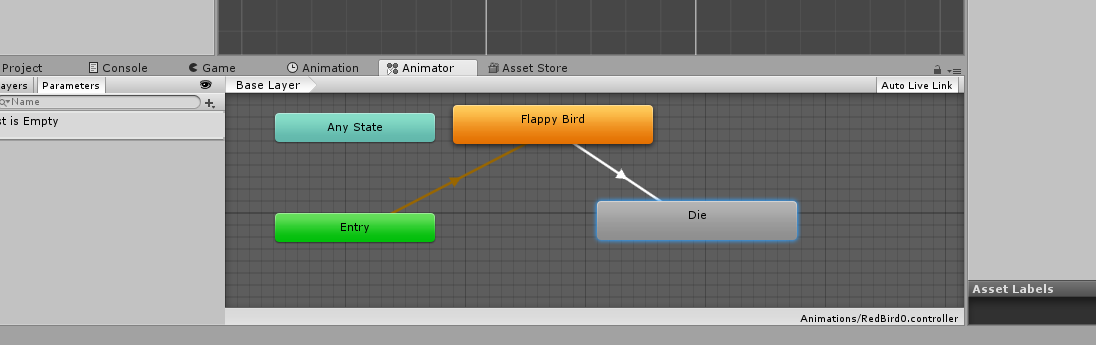 Project Console Game Animation Animator Asset Store
ayers Parameters Base Layer Auto Live Link
Name
st is Empty
Flappy Bird
Any State
Die
Entry
Asset Labels
Animations/RedBird0.controller